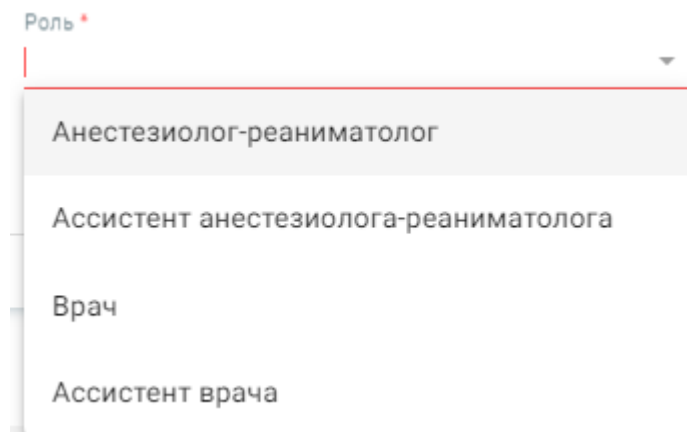 Роль *
Анестезиолог-реаниматолог
Ассистент анестезиолога-реаниматолога
Врач
Ассистент врача